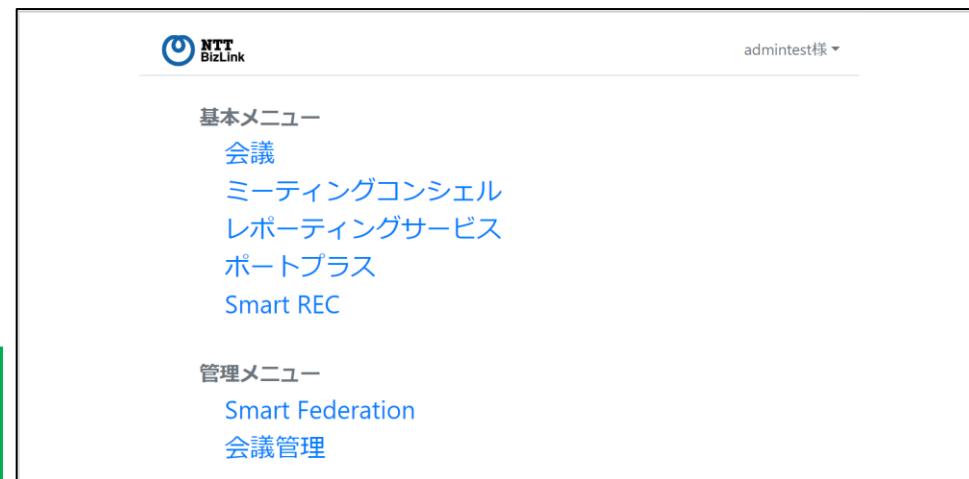 NTT
BizLink
admintest様
基本メニュー
会議
ミーティングコンシェル
レポーティングサービス
ポートプラス
Smart REC
管理メニュー
Smart Federation
会議管理